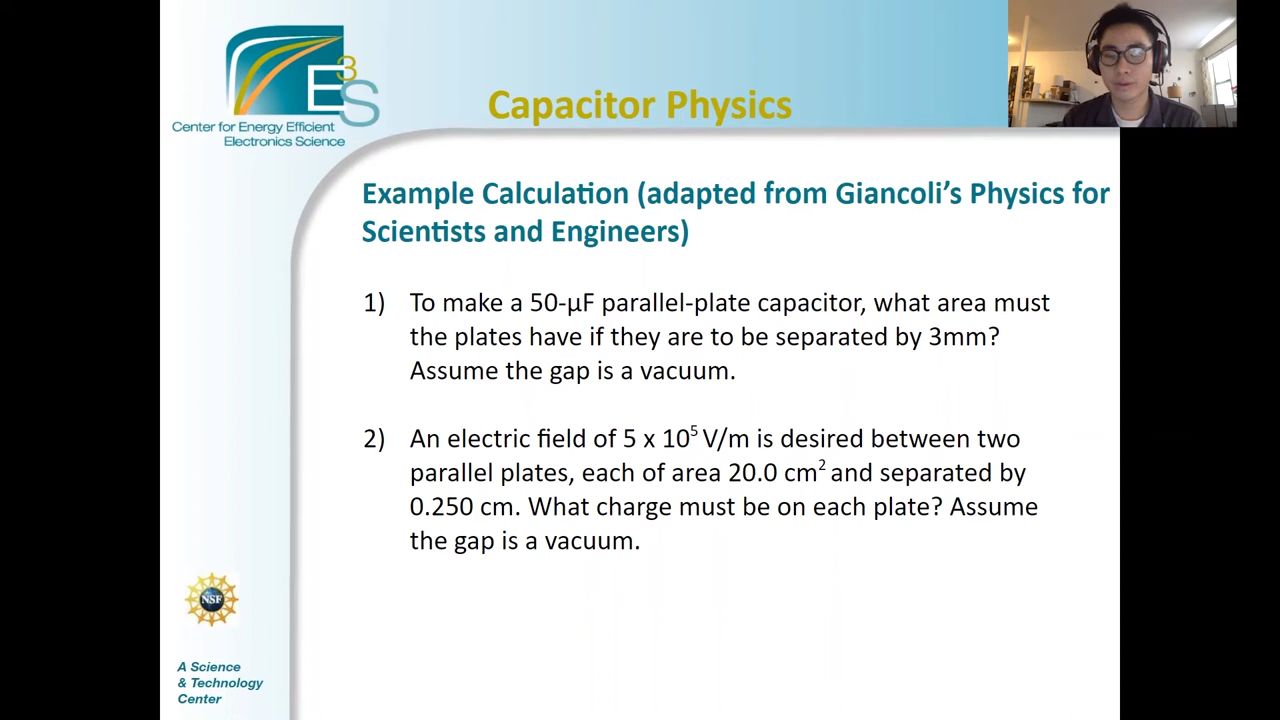 E3S
Center for Energy Efficient
Electronics Science
Capacitor Physics
Example Calculation (adapted from Giancoli’s Physics for
Scientists and Engineers)
1) To make a 50-µF parallel-plate capacitor, what area must
the plates have if they are to be separated by 3mm?
Assume the gap is a vacuum.
2) An electric field of 5 x 10⁵ V/m is desired between two
parallel plates, each of area 20.0 cm² and separated by
0.250 cm. What charge must be on each plate? Assume
the gap is a vacuum.
NSF
A Science
& Technology
Center